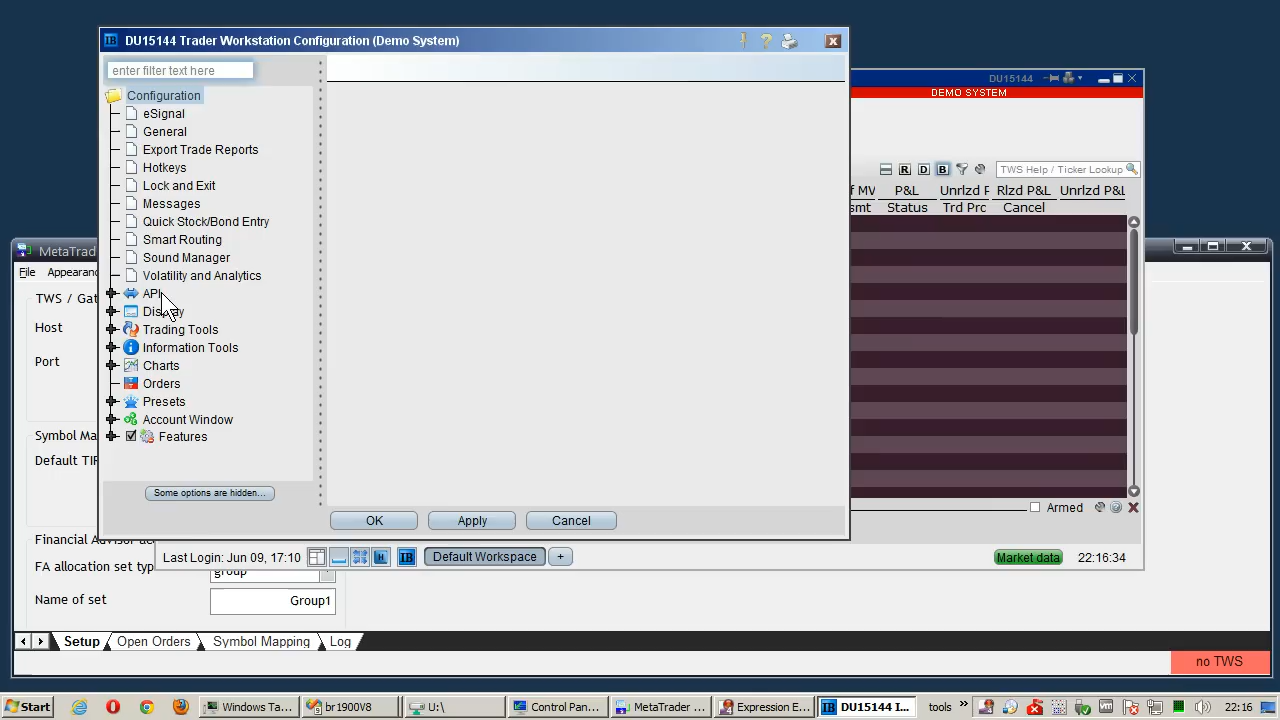 DU15144 Trader Workstation Configuration (Demo System)
enter filter text here
Configuration
eSignal
General
Export Trade Reports
Hotkeys
Lock and Exit
Messages
Quick Stock/Bond Entry
Smart Routing
Sound Manager
Volatility and Analytics
API
Display
Trading Tools
Information Tools
Charts
Orders
Presets
Account Window
Features
Some options are hidden...
OK Apply Cancel
DU15144
DEMO SYSTEM
R D B TWS Help / Ticker Lookup
f MV P&L Unrlzd P Rlzd P&L Unrlzd P&L
smt Status Trd Prc Cancel
Armed
Last Login: Jun 09, 17:10 Default Workspace + Market data 22:16:34
MetaTrad
File Appearanc
TWS / Gat
Host
Port
Symbol Ma
Default TIF
Financial Advisor ac
FA allocation set typ group
Name of set Group1
Setup Open Orders Symbol Mapping Log
no TWS
Start Windows Ta... br1900V8 U:\ Control Pan... MetaTrader ... Expression E... DU15144 I... tools » 22:16